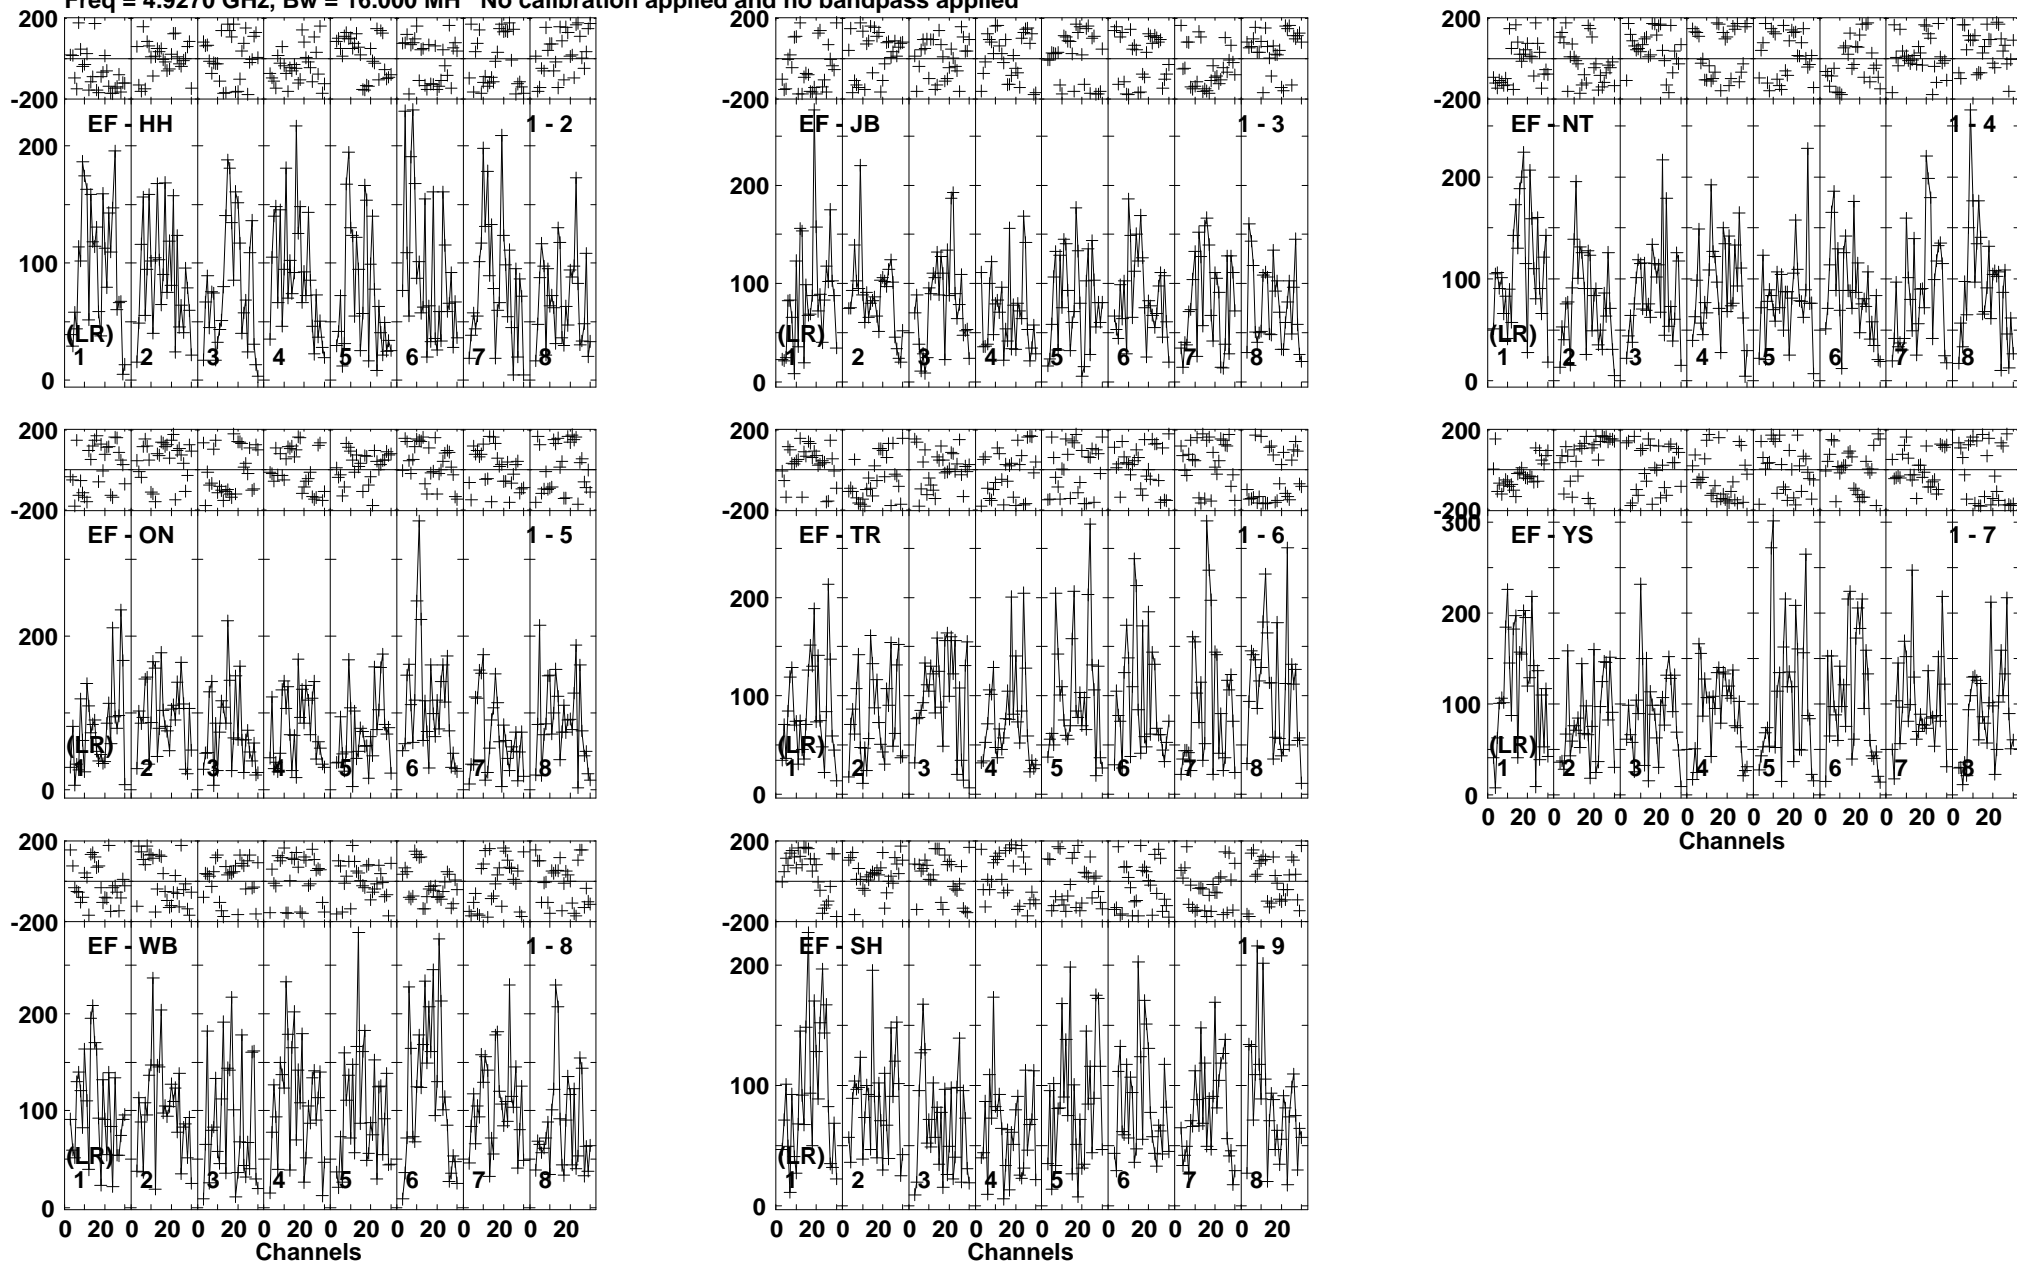 Freq = 4.9270 GHz, Bw = 16.000 MH No calibration applied and no bandpass applied
200
-200
EF - HH 1 - 2
200
100
(LR)
1 2 3 4 5 6 7 8
0
200
-200
EF - JB 1 - 3
200
100
(LR)
1 2 3 4 5 6 7 8
0
200
-200
EF - NT 1 - 4
200
100
(LR)
1 2 3 4 5 6 7 8
0
200
-200
EF - ON 1 - 5
200
(LR)
1 2 3 4 5 6 7 8
0
200
-200
EF - TR 1 - 6
200
100
(LR)
1 2 3 4 5 6 7 8
0
200
-200
300
EF - YS 1 - 7
200
100
(LR)
1 2 3 4 5 6 7 8
0
0 20 0 20 0 20 0 20 0 20 0 20 0 20 0 20
Channels
200
-200
EF - WB 1 - 8
200
100
(LR)
1 2 3 4 5 6 7 8
0
0 20 0 20 0 20 0 20 0 20 0 20 0 20 0 20
Channels
200
-200
EF - SH 1 - 9
200
100
(LR)
1 2 3 4 5 6 7 8
0
0 20 0 20 0 20 0 20 0 20 0 20 0 20 0 20
Channels